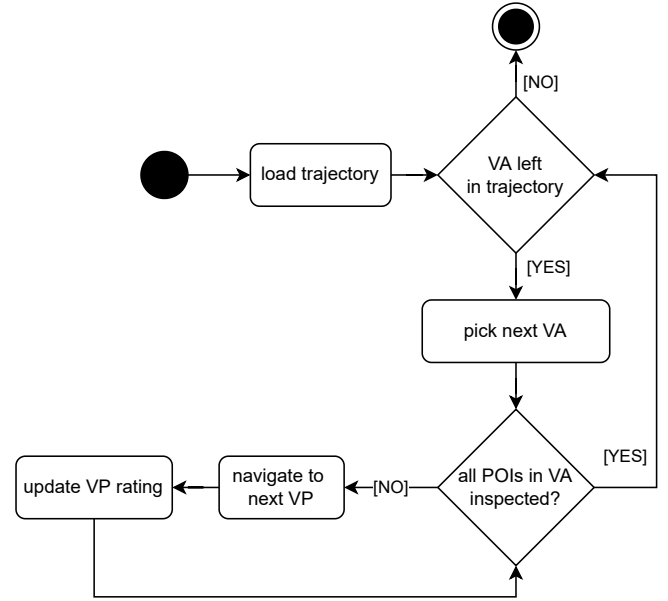 [NO]
load trajectory
VA left
in trajectory
[YES]
pick next VA
[YES]
update VP rating
navigate to
next VP
[NO]
all POIs in VA
inspected?